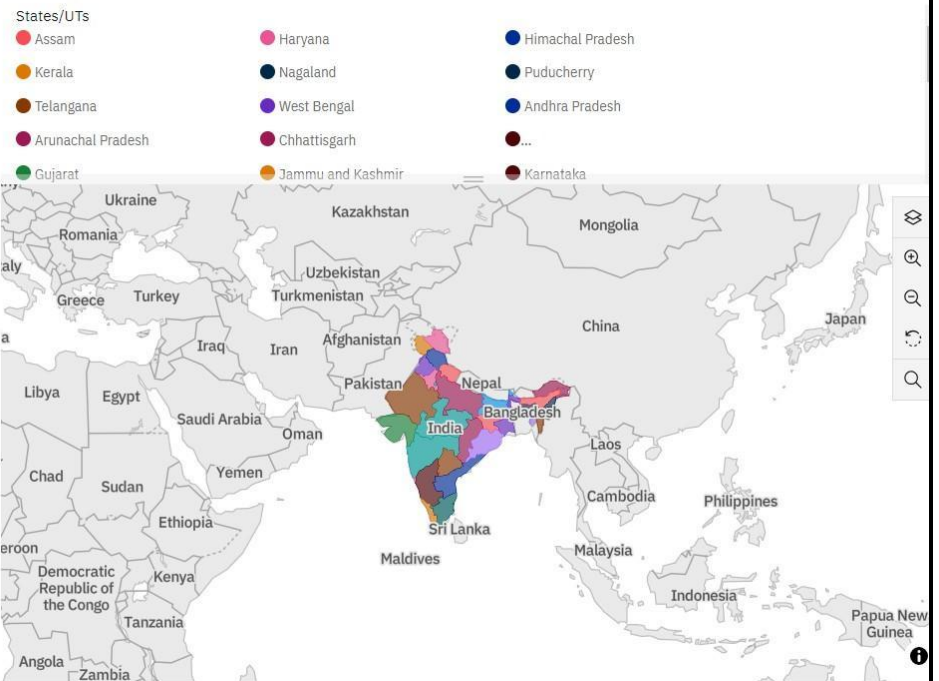 States/UTs
Assam
Haryana
Himachal Pradesh
Kerala
Nagaland
Puducherry
Telangana
West Bengal
Andhra Pradesh
Arunachal Pradesh
Chhattisgarh
...
Gujarat
Jammu and Kashmir
Karnataka
Ukraine
Kazakhstan
Mongolia
Romania
aly
Uzbekistan
Greece
Turkey
Turkmenistan
China
Japan
a
Iraq
Iran
Afghanistan
Libya
Egypt
Pakistan
Nepal
Saudi Arabia
Bangladesh
Oman
India
Laos
Chad
Sudan
Yemen
Cambodia
Philippines
Ethiopia
Sri Lanka
eroon
Maldives
Malaysia
Democratic
Republic of
the Congo
Kenya
Indonesia
Tanzania
Papua New
Guinea
Angola
Zambia